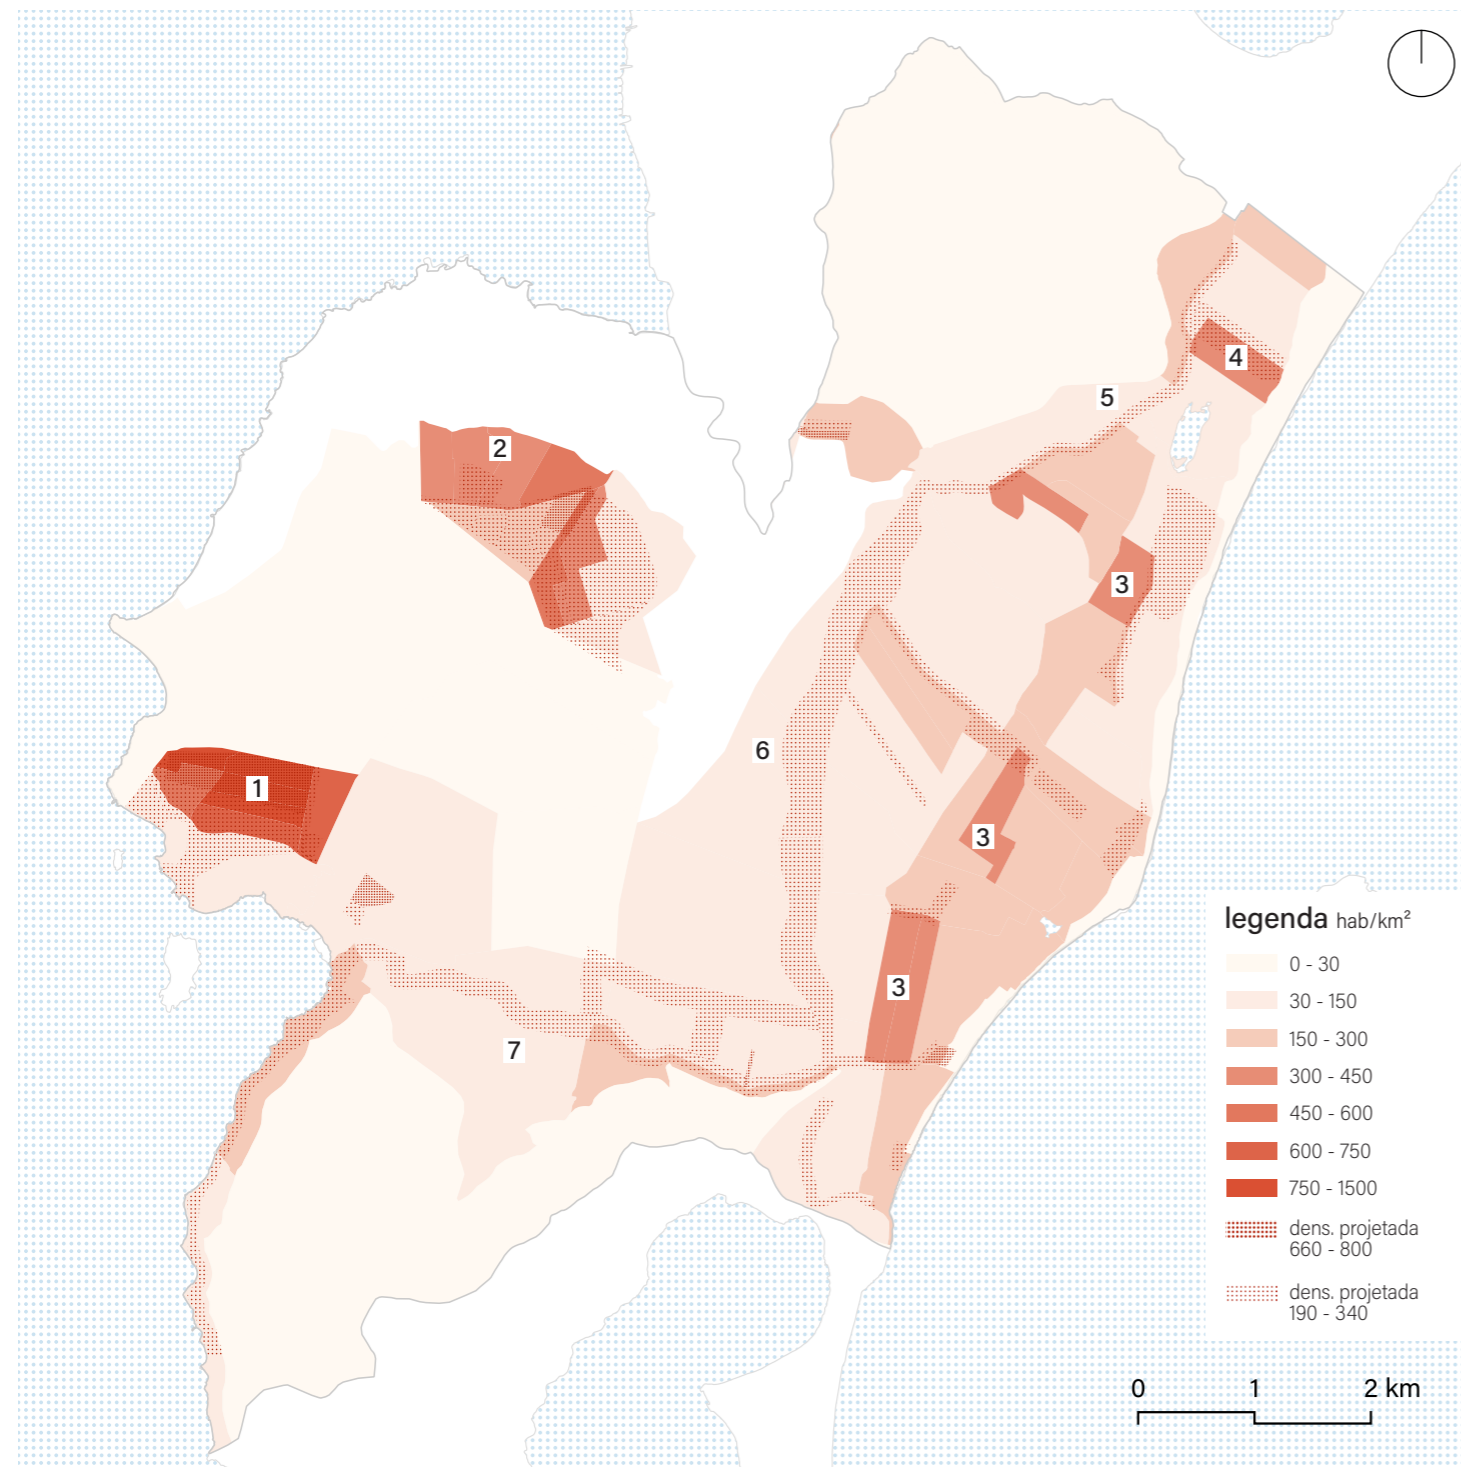 4
5
2
3
6
1
3
3
7
legenda hab/km²
0 - 30
30 - 150
150 - 300
300 - 450
450 - 600
600 - 750
750 - 1500
dens. projetada
660 - 800
dens. projetada
190 - 340
0 1 2 km